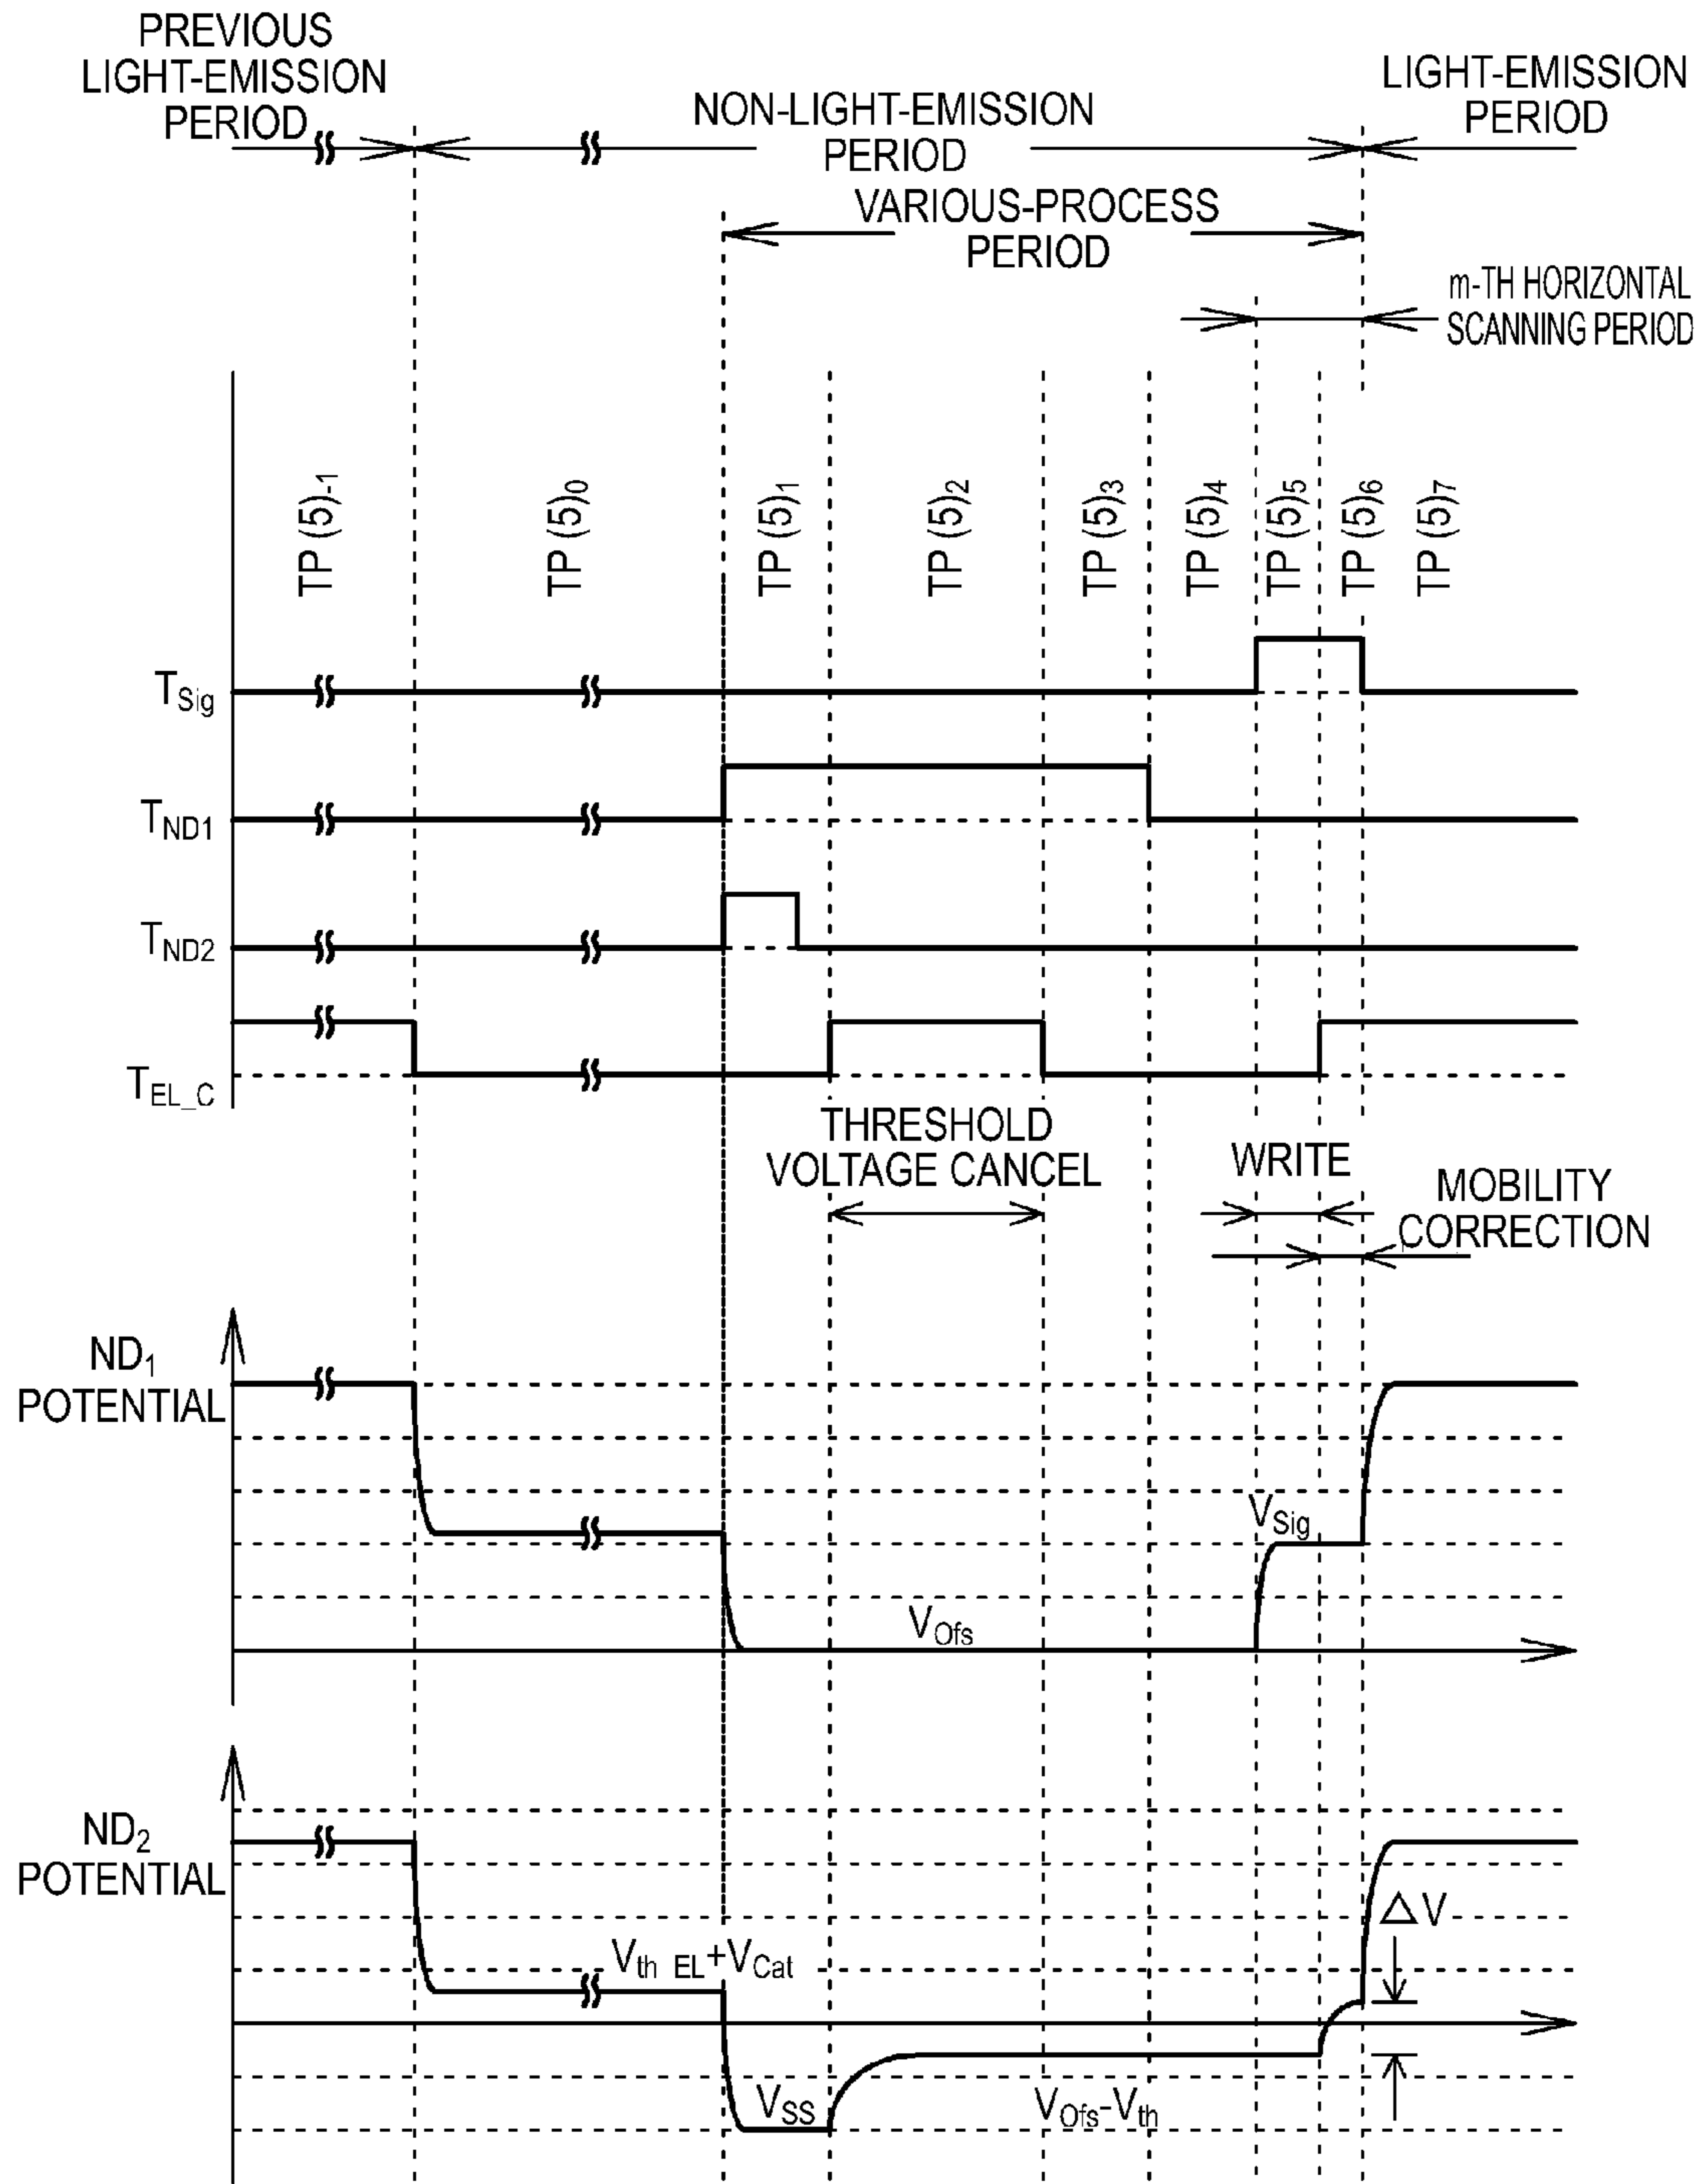 PREVIOUS
LIGHT-EMISSION
PERIOD
NON-LIGHT-EMISSION
PERIOD
LIGHT-EMISSION
PERIOD
VARIOUS-PROCESS
PERIOD
m-TH HORIZONTAL
SCANNING PERIOD
TP (5)-1
TP (5)0
TP (5)1
TP (5)2
TP (5)3
TP (5)4
TP (5)5
TP (5)6
TP (5)7
TSig
TND1
TND2
TEL_C
THRESHOLD
VOLTAGE CANCEL
WRITE
MOBILITY
CORRECTION
ND1
POTENTIAL
VSig
VOfs
ND2
POTENTIAL
△V
Vth EL+VCat
VSS
VOfs-Vth